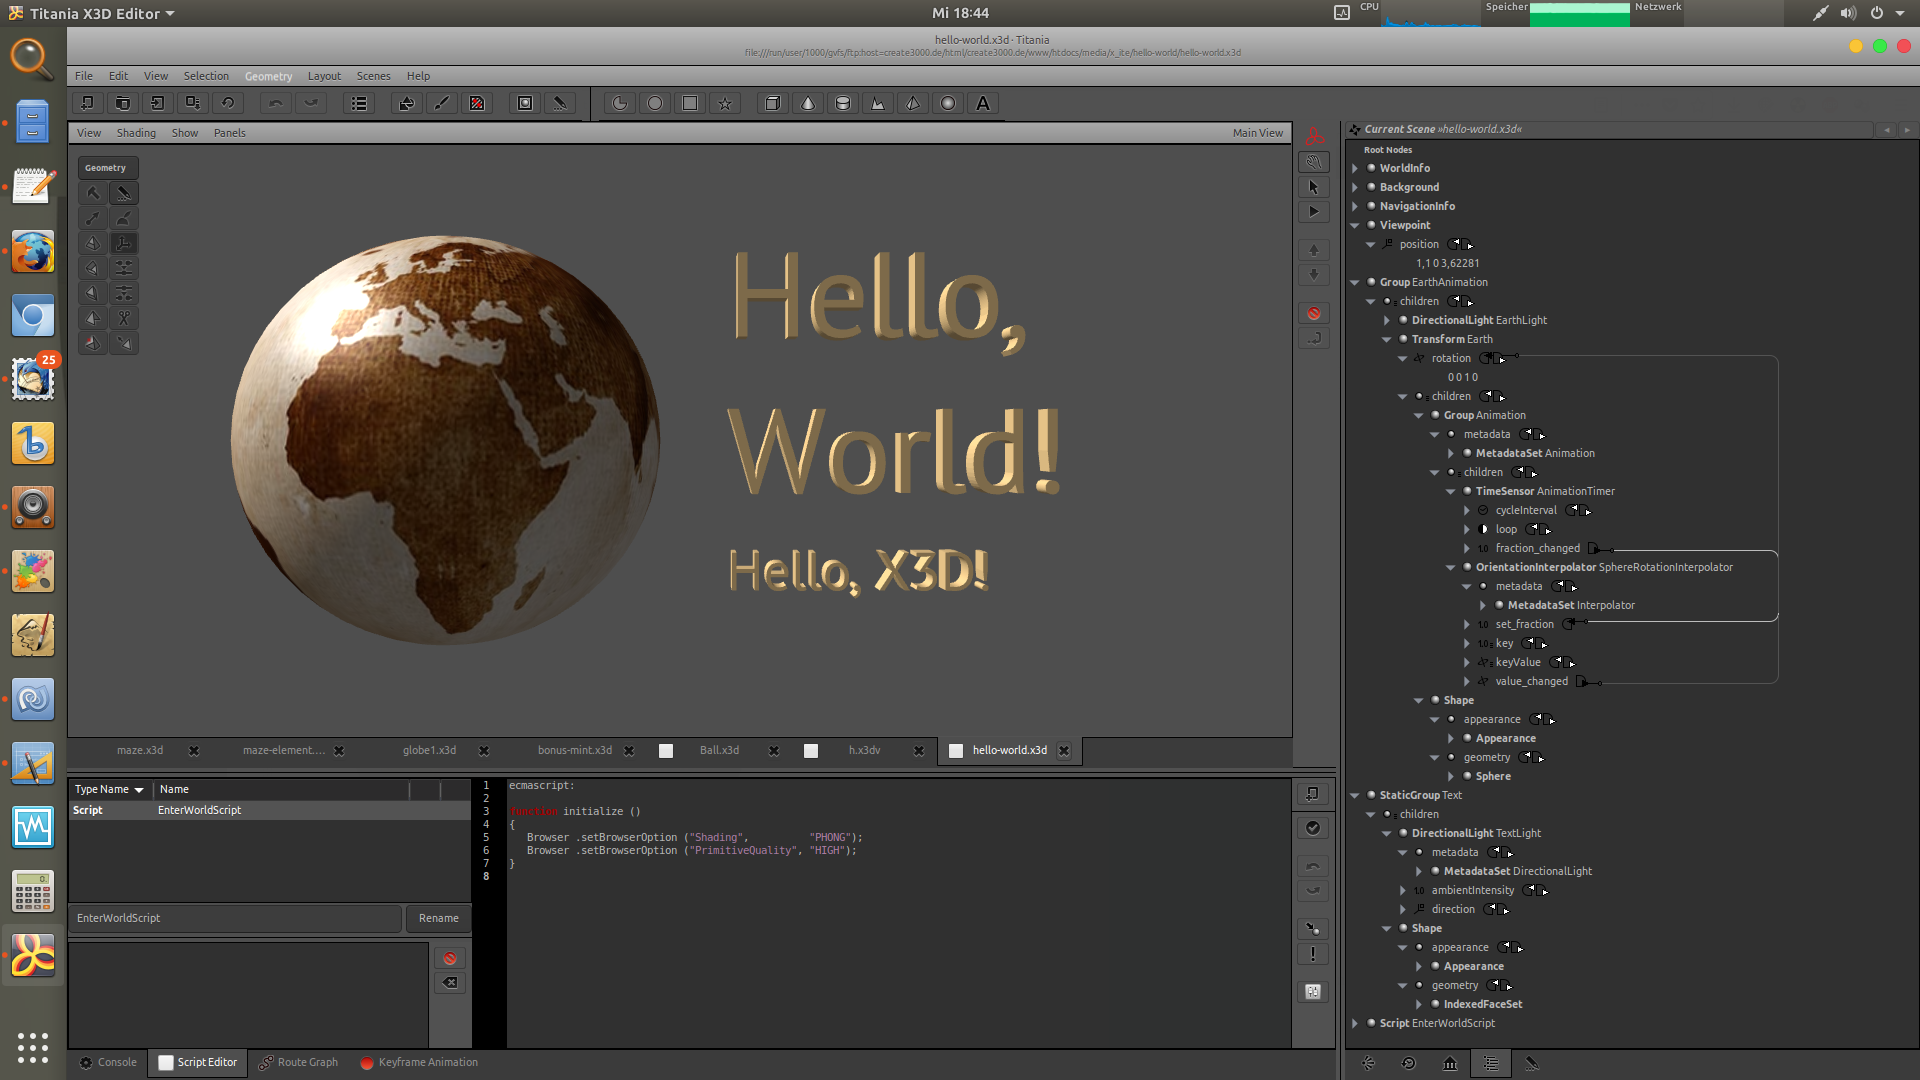 Titania X3D Editor
Mi 18:44
CPU
Speicher
Netzwerk
hello-world.x3d - Titania
file:///run/user/1000/gvfs/ftp:host=create3000.de/html/create3000.de/www/htdocs/media/x_ite/hello-world/hello-world.x3d
File Edit View Selection Geometry Layout Scenes Help
A
View Shading Show Panels
Main View
Geometry
Hello,
World!
Hello, X3D!
25
maze.x3d
maze-element....
globe1.x3d
bonus-mint.x3d
Ball.x3d
h.x3dv
hello-world.x3d
Type Name
Name
Script
EnterWorldScript
EnterWorldScript
Rename
1 ecmascript:
2
3 function initialize ()
4 {
5 Browser .setBrowserOption ("Shading", "PHONG");
6 Browser .setBrowserOption ("PrimitiveQuality", "HIGH");
7 }
8
Console
Script Editor
Route Graph
Keyframe Animation
Current Scene »hello-world.x3d«
Root Nodes
WorldInfo
Background
NavigationInfo
Viewpoint
position
1,1 0 3,62281
Group EarthAnimation
children
DirectionalLight EarthLight
Transform Earth
rotation
0 0 1 0
children
Group Animation
metadata
MetadataSet Animation
children
TimeSensor AnimationTimer
cycleInterval
loop
1.0 fraction_changed
OrientationInterpolator SphereRotationInterpolator
metadata
MetadataSet Interpolator
1.0 set_fraction
1.0 key
keyValue
value_changed
Shape
appearance
Appearance
geometry
Sphere
StaticGroup Text
children
DirectionalLight TextLight
metadata
MetadataSet DirectionalLight
1.0 ambientIntensity
direction
Shape
appearance
Appearance
geometry
IndexedFaceSet
Script EnterWorldScript